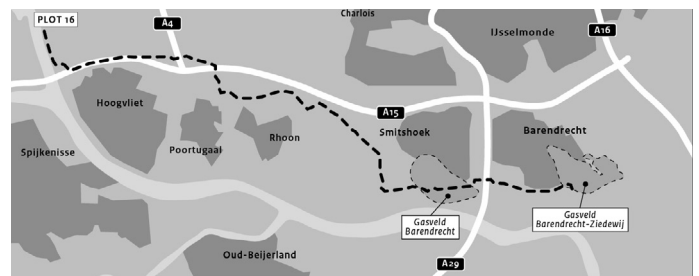 PLOT 16
A4
Charlois
IJsselmonde
A16
Hoogvliet
A15
Smitshoek
Barendrecht
Rhoon
Poortugaal
Spijkenisse
Gasveld
Barendrecht
Gasveld
Barendrecht-Ziedewij
Oud-Beijerland
A29